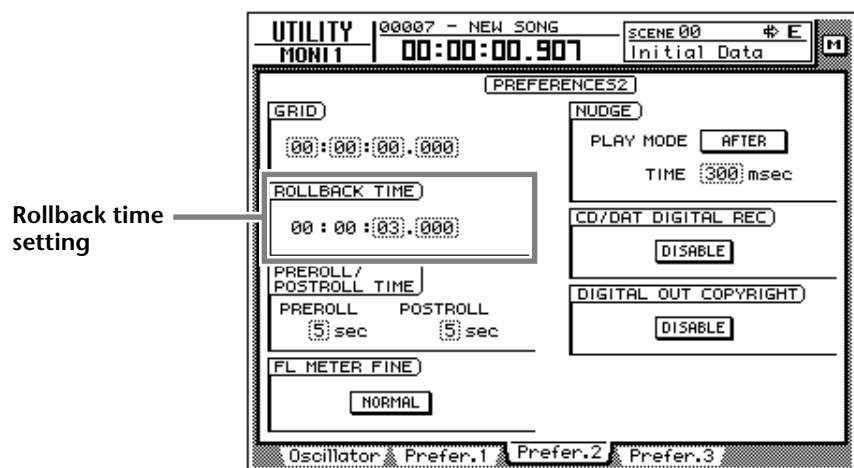 UTILITY
MONI 1
00007 - NEW SONG
00:00:00.907
SCENE 00 E
Initial Data
M
PREFERENCES2
GRID
00:00:00.000
ROLLBACK TIME
00:00:03.000
PREROLL/
POSTROLL TIME
PREROLL POSTROLL
5 sec 5 sec
FL METER FINE
NORMAL
NUDGE
PLAY MODE AFTER
TIME 300 msec
CD/DAT DIGITAL REC
DISABLE
DIGITAL OUT COPYRIGHT
DISABLE
Oscillator Prefer.1 Prefer.2 Prefer.3
Rollback time
setting